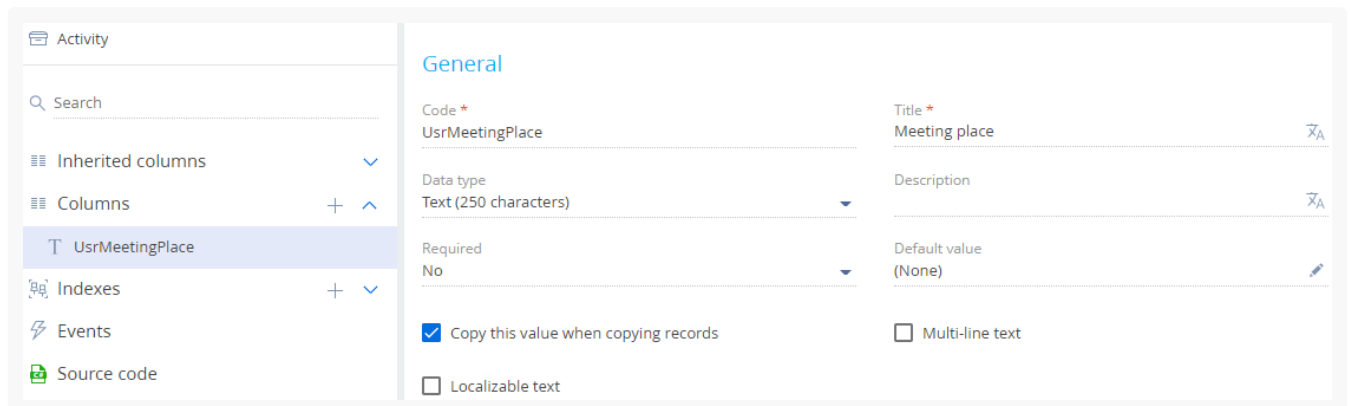 Activity
Search
Inherited columns
Columns
T UsrMeetingPlace
Indexes
Events
Source code
General
Code *
UsrMeetingPlace
Title *
Meeting place
Data type
Text (250 characters)
Description
Required
No
Default value
(None)
Copy this value when copying records
Multi-line text
Localizable text